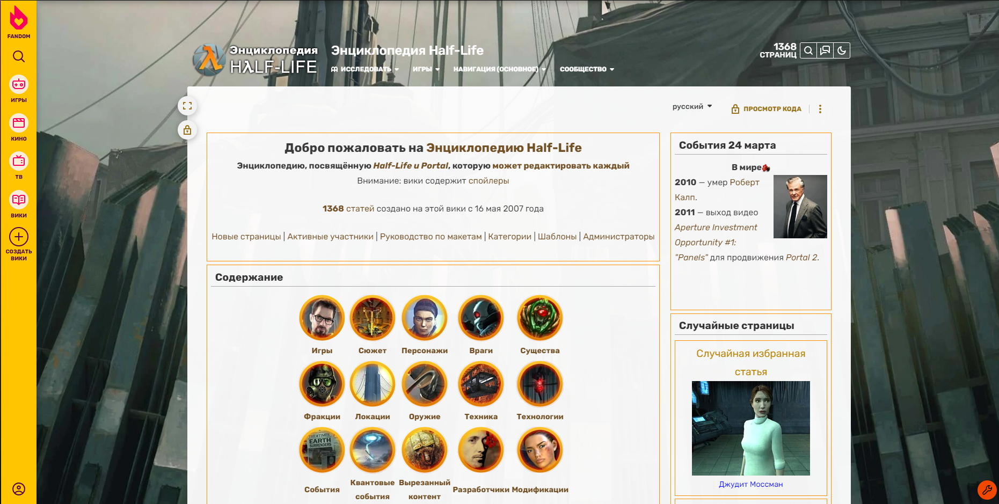 FANDOM
ИГРЫ
КИНО
ТВ
ВИКИ
СОЗДАТЬ
ВИКИ
Энциклопедия
HΛLF-LIFE
Энциклопедия Half-Life
ИССЛЕДОВАТЬ
ИГРЫ
НАВИГАЦИЯ (ОСНОВНОЕ)
СООБЩЕСТВО
1368
СТРАНИЦ
русский
ПРОСМОТР КОДА
Добро пожаловать на Энциклопедию Half-Life
Энциклопедию, посвящённую Half-Life и Portal, которую может редактировать каждый
Внимание: вики содержит спойлеры
1368 статей создано на этой вики с 16 мая 2007 года
Новые страницы | Активные участники | Руководство по макетам | Категории | Шаблоны | Администраторы
Содержание
Игры
Сюжет
Персонажи
Враги
Существа
Фракции
Локации
Оружие
Техника
Технологии
THE TIMES
EARTH
SURRENDERS
События
Квантовые
события
Вырезанный
контент
Разработчики
Модификации
События 24 марта
В мире
2010 — умер Роберт
Калп.
2011 — выход видео
Aperture Investment
Opportunity #1:
"Panels" для продвижения Portal 2.
Случайные страницы
Случайная избранная
статья
Джудит Моссман